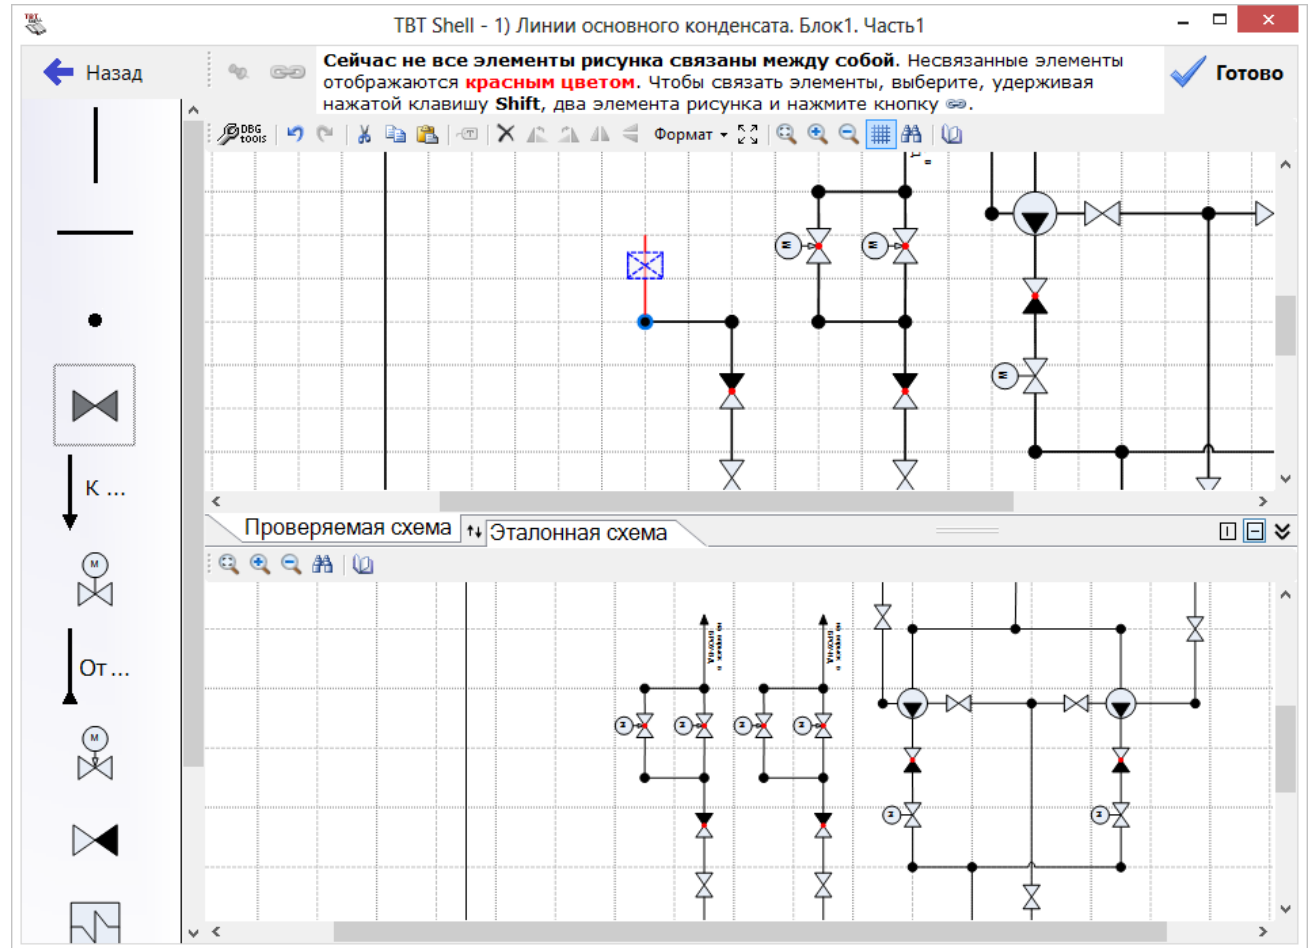 TBT
TBT Shell - 1) Линии основного конденсата. Блок1. Часть1
Назад
Сейчас не все элементы рисунка связаны между собой. Несвязанные элементы
отображаются красным цветом. Чтобы связать элементы, выберите, удерживая
нажатой клавишу Shift, два элемента рисунка и нажмите кнопку
Готово
DBG
tools
Формат
К ...
M
От ...
M
M
M
M
Проверяемая схема
Эталонная схема
M
M
M
M
M
M